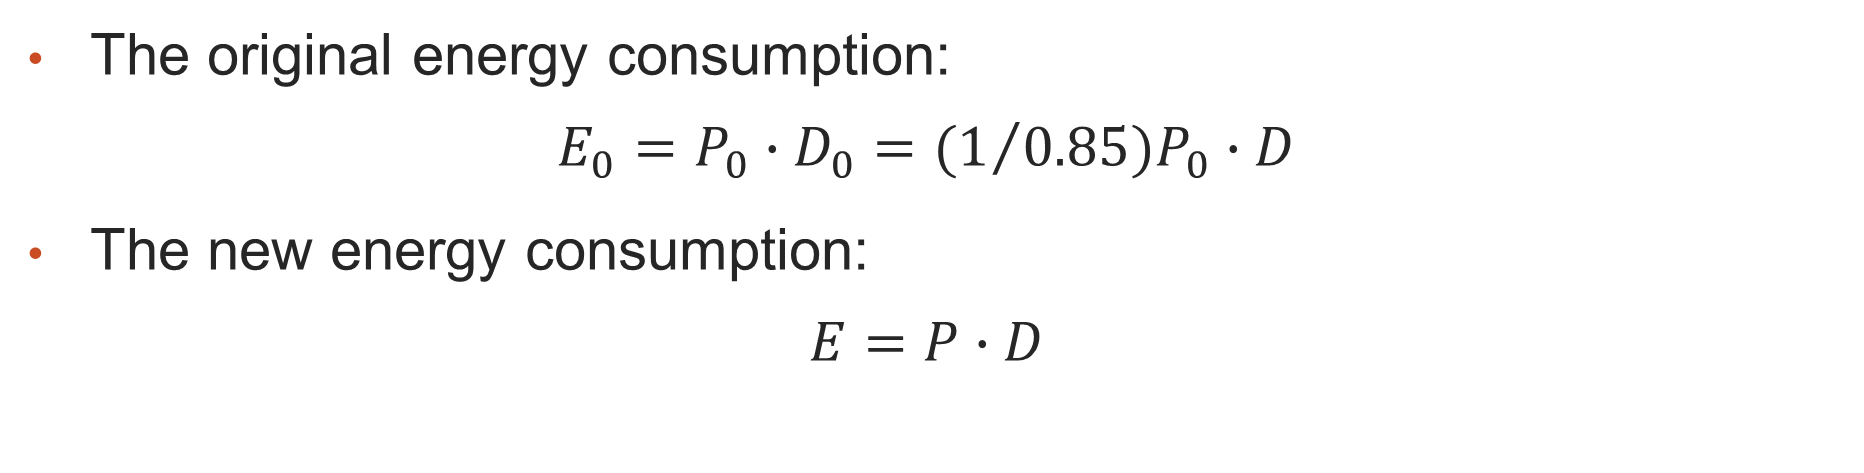 • The original energy consumption:
E₀ = P₀ · D₀ = (1/0.85)P₀ · D
• The new energy consumption:
E = P · D